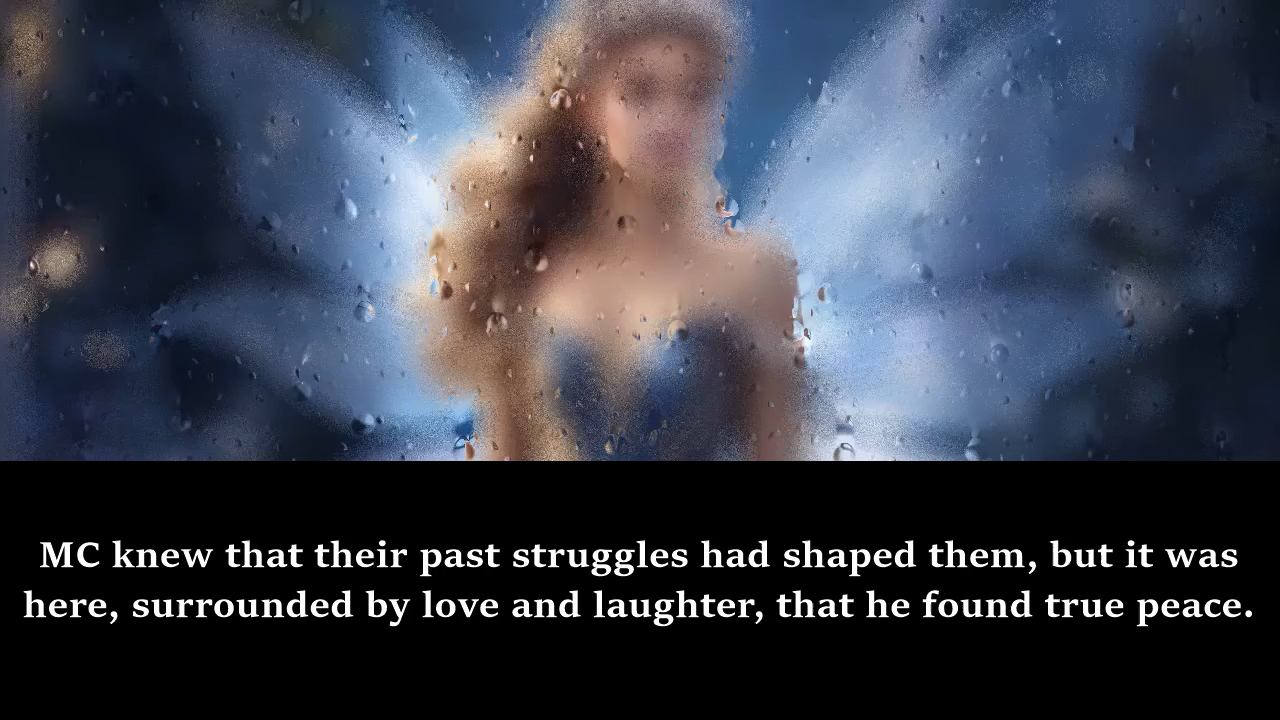 MC knew that their past struggles had shaped them, but it was
here, surrounded by love and laughter, that he found true peace.